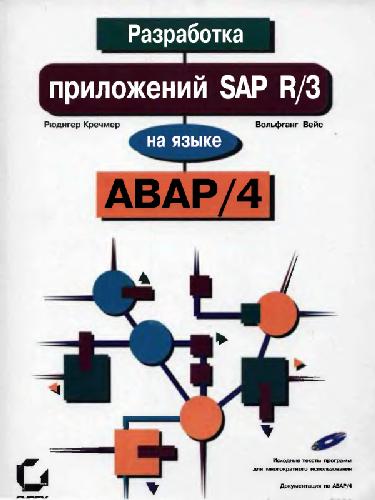 Разработка
приложений SAP R/3
Рюдигер Кречмер Вольфганг Вейс
на языке
ABAP/4
Исходные тексты программ
для многократного использования
Документация по ABAP/4